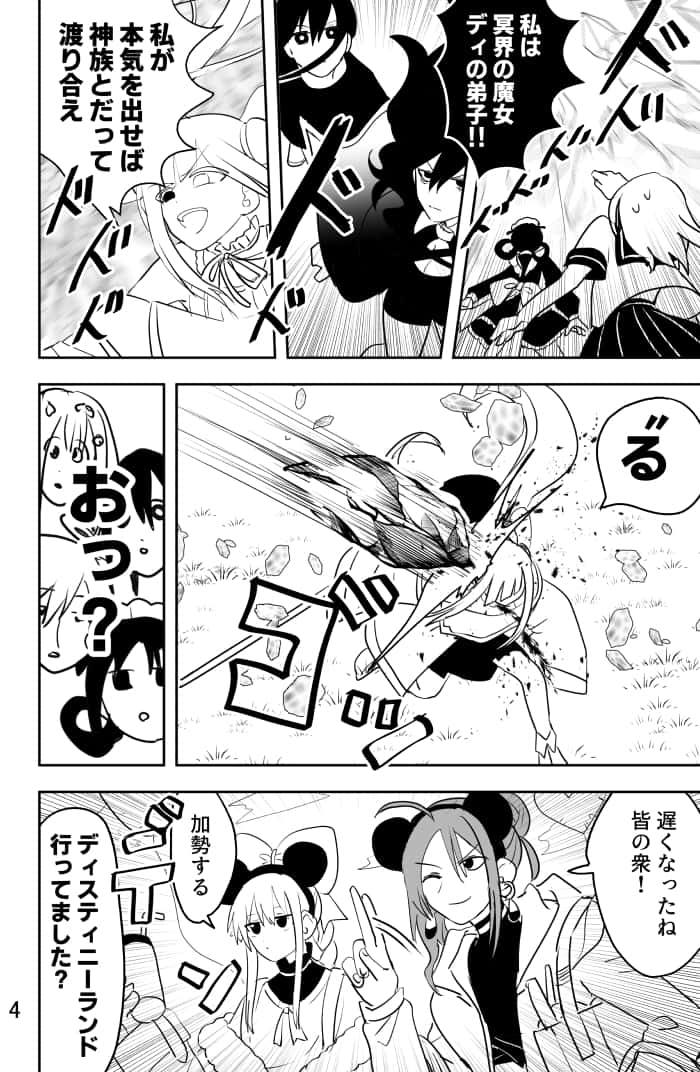 私は
冥界の魔女
ディの弟子!!
ズズズズ
ズズズ
私が
本気を出せば
神族とだって
渡り合え
ズズズ
る゛
ゴッ
おっ？
遅くなったね
皆の衆！
加勢する
ディスティニーランド
行ってました？
4